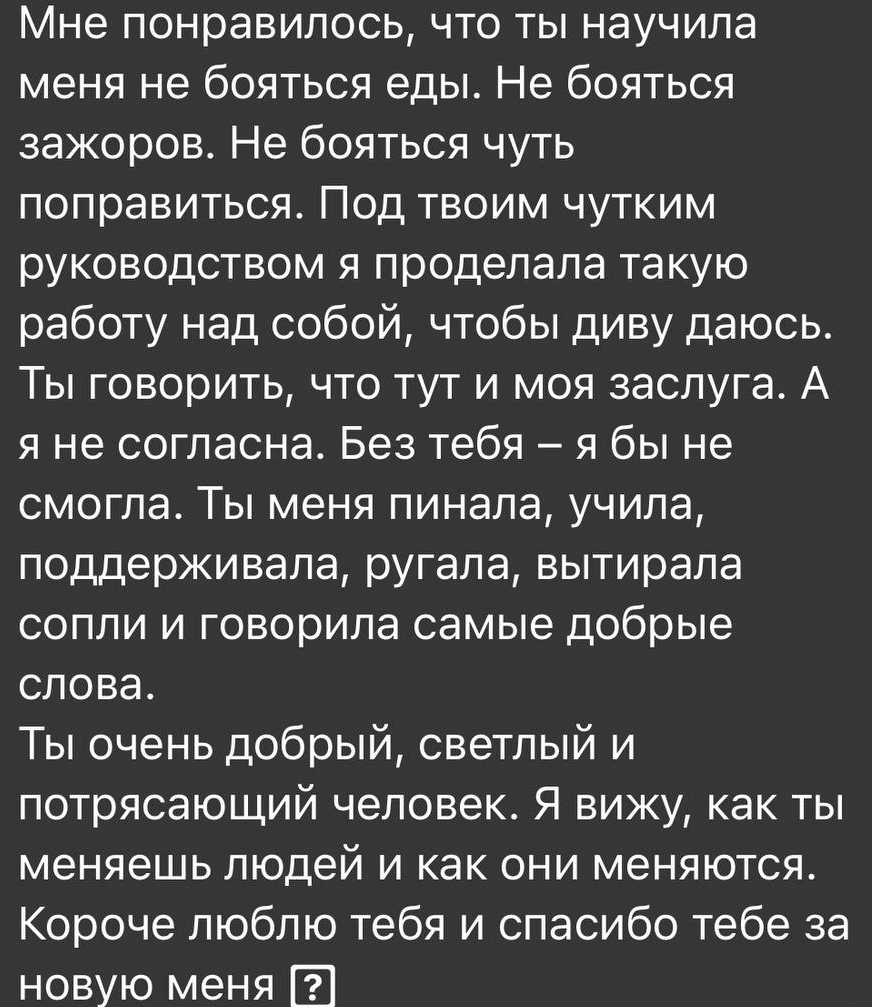 Мне понравилось, что ты научила
меня не бояться еды. Не бояться
зажоров. Не бояться чуть
поправиться. Под твоим чутким
руководством я проделала такую
работу над собой, чтобы диву даюсь.
Ты говорить, что тут и моя заслуга. А
я не согласна. Без тебя – я бы не
смогла. Ты меня пинала, учила,
поддерживала, ругала, вытирала
сопли и говорила самые добрые
слова.
Ты очень добрый, светлый и
потрясающий человек. Я вижу, как ты
меняешь людей и как они меняются.
Короче люблю тебя и спасибо тебе за
новую меня ⍰